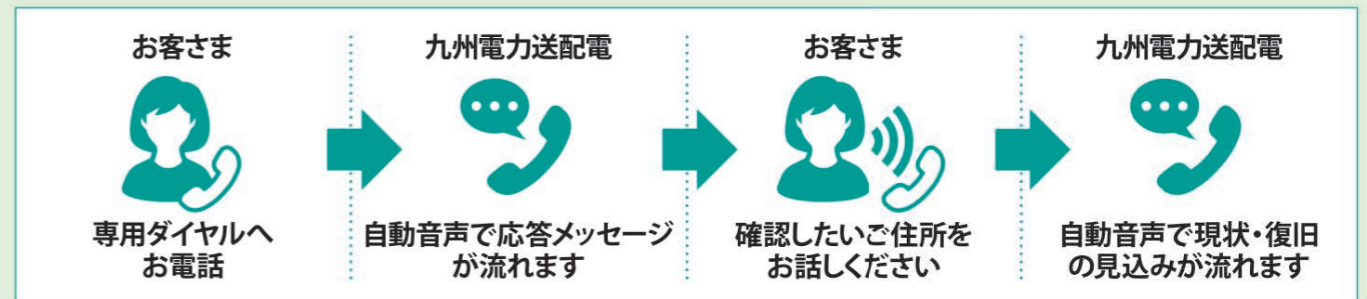 お客さま
専用ダイヤルへ
お電話
九州電力送配電
自動音声で応答メッセージ
が流れます
お客さま
確認したいご住所を
お話しください
九州電力送配電
自動音声で現状・復旧
の見込みが流れます